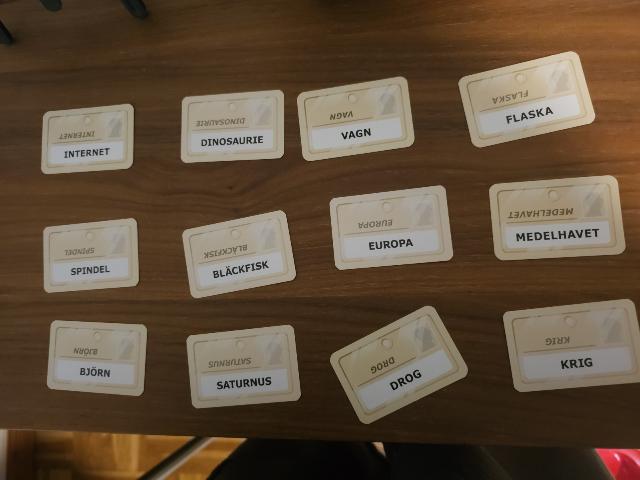 INTERNET
INTERNET
DINOSAURIE
DINOSAURIE
VAGN
VAGN
FLASKA
FLASKA
SPINDEL
SPINDEL
BLÄCKFISK
BLÄCKFISK
EUROPA
EUROPA
MEDELHAVET
MEDELHAVET
BJÖRN
BJÖRN
SATURNUS
SATURNUS
DROG
DROG
KRIG
KRIG